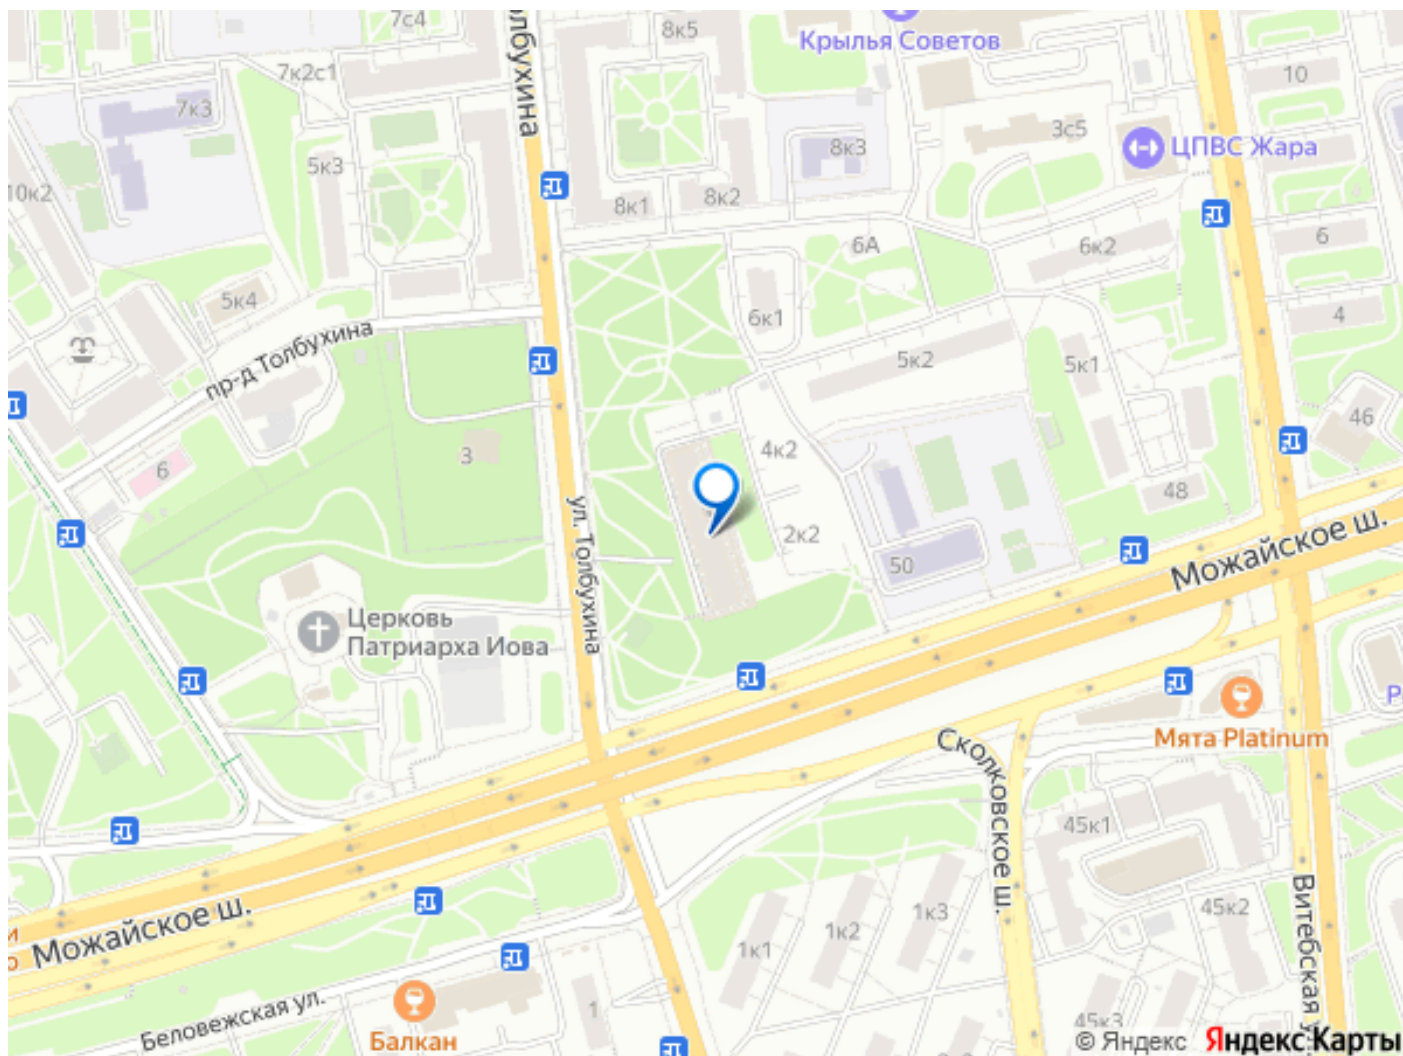 7с4
олбухина
8к5
Крылья Советов
7к2с1
10
7к3
3с5
8к3
ЦПВС Жара
5к3
10к2
8к1
8к2
6А
6к2
6
5к4
6к1
4
пр-д Толбухина
5к2
5к1
46
3
4к2
6
48
ул. Толбухина
2к2
50
Можайское ш.
Церковь
Патриарха Иова
Р
Мята Platinum
Сколковское ш.
45к1
Можайское ш.
и
о
1к3
45к2
1к2
1к1
Витебская у
Беловежская ул.
1
Балкан
45к3
© Яндекс Яндекс Карты